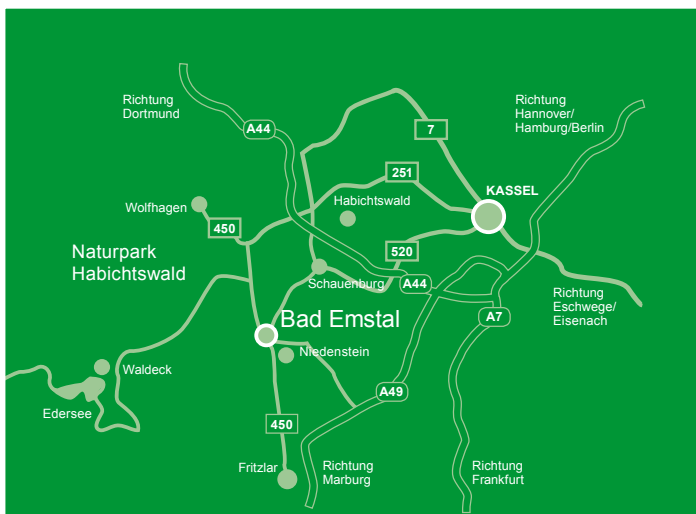 Richtung
Dortmund
A44
7
Richtung
Hannover/
Hamburg/Berlin
251
KASSEL
Wolfhagen
Habichtswald
450
520
Naturpark
Habichtswald
Schauenburg
A44
Richtung
Eschwege/
Eisenach
A7
Bad Emstal
Niedenstein
Waldeck
A49
Edersee
450
Fritzlar
Richtung
Marburg
Richtung
Frankfurt